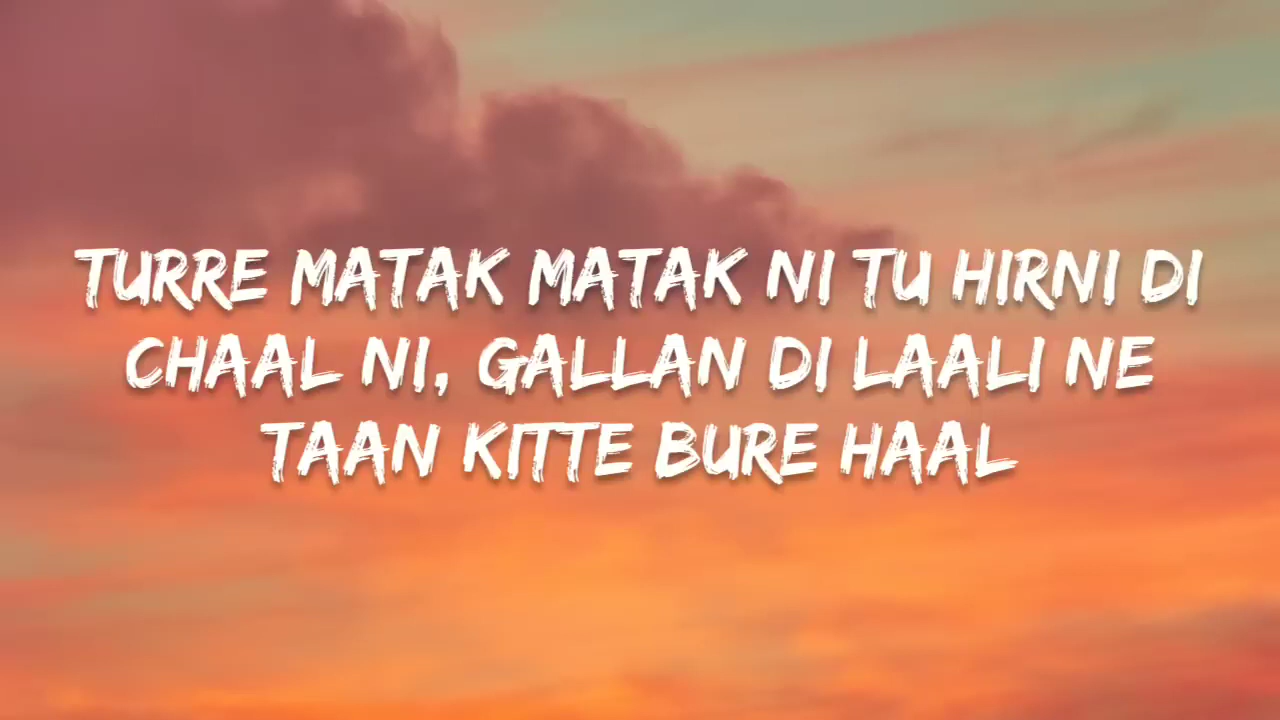 TURRE MATAK MATAK NI TU HIRNI DI
CHAAL NI, GALLAN DI LAALI NE
TAAN KITTE BURE HAAL